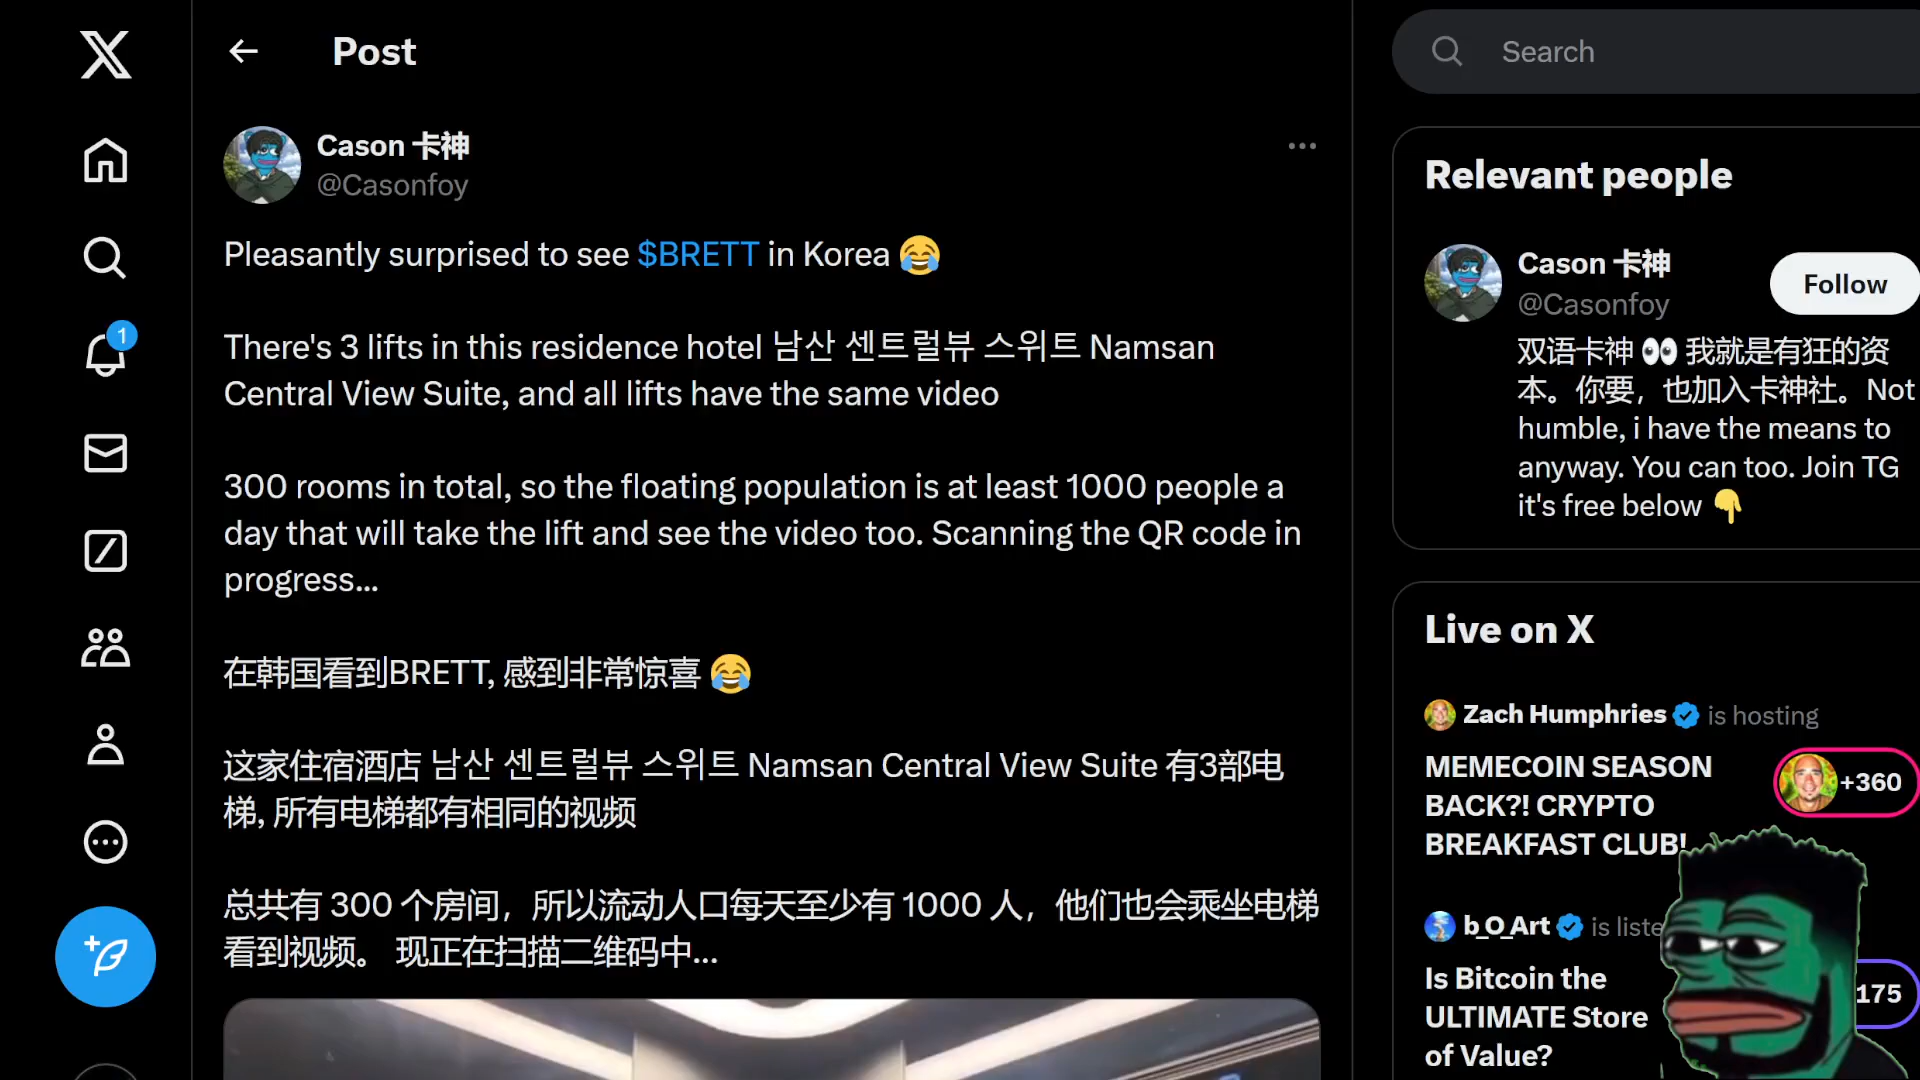 Post
Search
Cason 卡神
@Casonfoy
Pleasantly surprised to see $BRETT in Korea 😂
There's 3 lifts in this residence hotel 남산 센트럴뷰 스위트 Namsan
Central View Suite, and all lifts have the same video
300 rooms in total, so the floating population is at least 1000 people a
day that will take the lift and see the video too. Scanning the QR code in
progress...
在韩国看到BRETT, 感到非常惊喜 😂
这家住宿酒店 남산 센트럴뷰 스위트 Namsan Central View Suite 有3部电
梯, 所有电梯都有相同的视频
总共有 300 个房间，所以流动人口每天至少有 1000 人，他们也会乘坐电梯
看到视频。 现正在扫描二维码中...
1
Relevant people
Cason 卡神
@Casonfoy
Follow
双语卡神 👀 我就是有狂的资
本。你要，也加入卡神社。Not
humble, i have the means to
anyway. You can too. Join TG
it's free below 👇
Live on X
Zach Humphries is hosting
MEMECOIN SEASON
BACK?! CRYPTO
BREAKFAST CLUB!
+360
b_O_Art is liste
Is Bitcoin the
ULTIMATE Store
of Value?
175